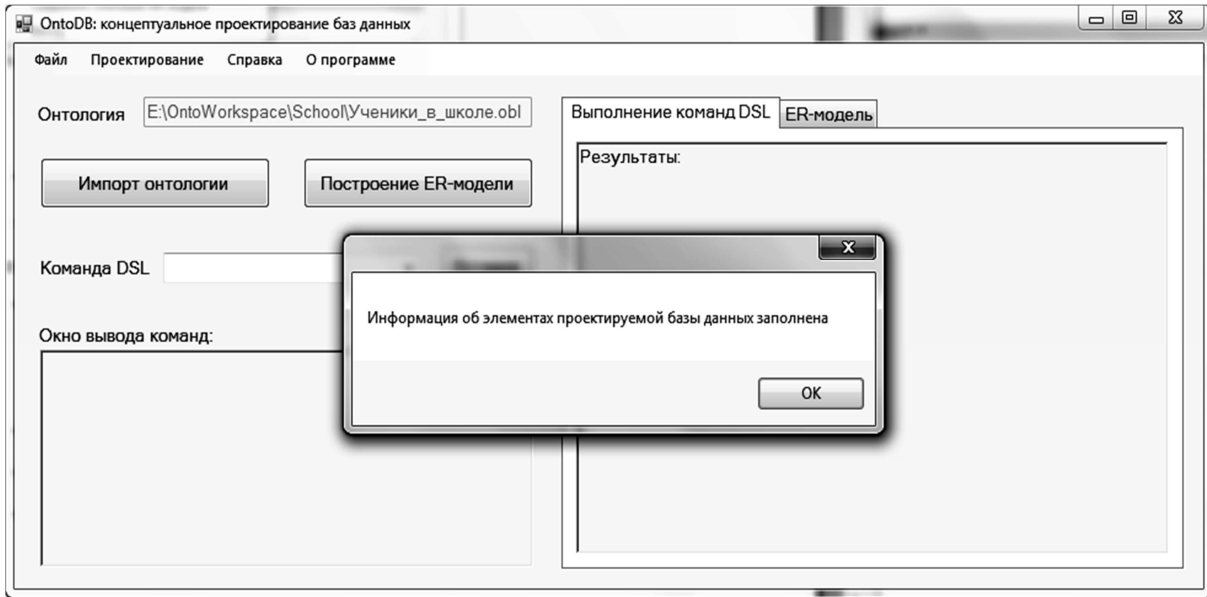 OntoDB: концептуальное проектирование баз данных
Файл Проектирование Справка О программе
Онтология E:\OntoWorkspace\School\Ученики_в_школе.obl
Импорт онтологии Построение ER-модели
Команда DSL
Окно вывода команд:
Выполнение команд DSL ER-модель
Результаты:
X
Информация об элементах проектируемой базы данных заполнена
OK